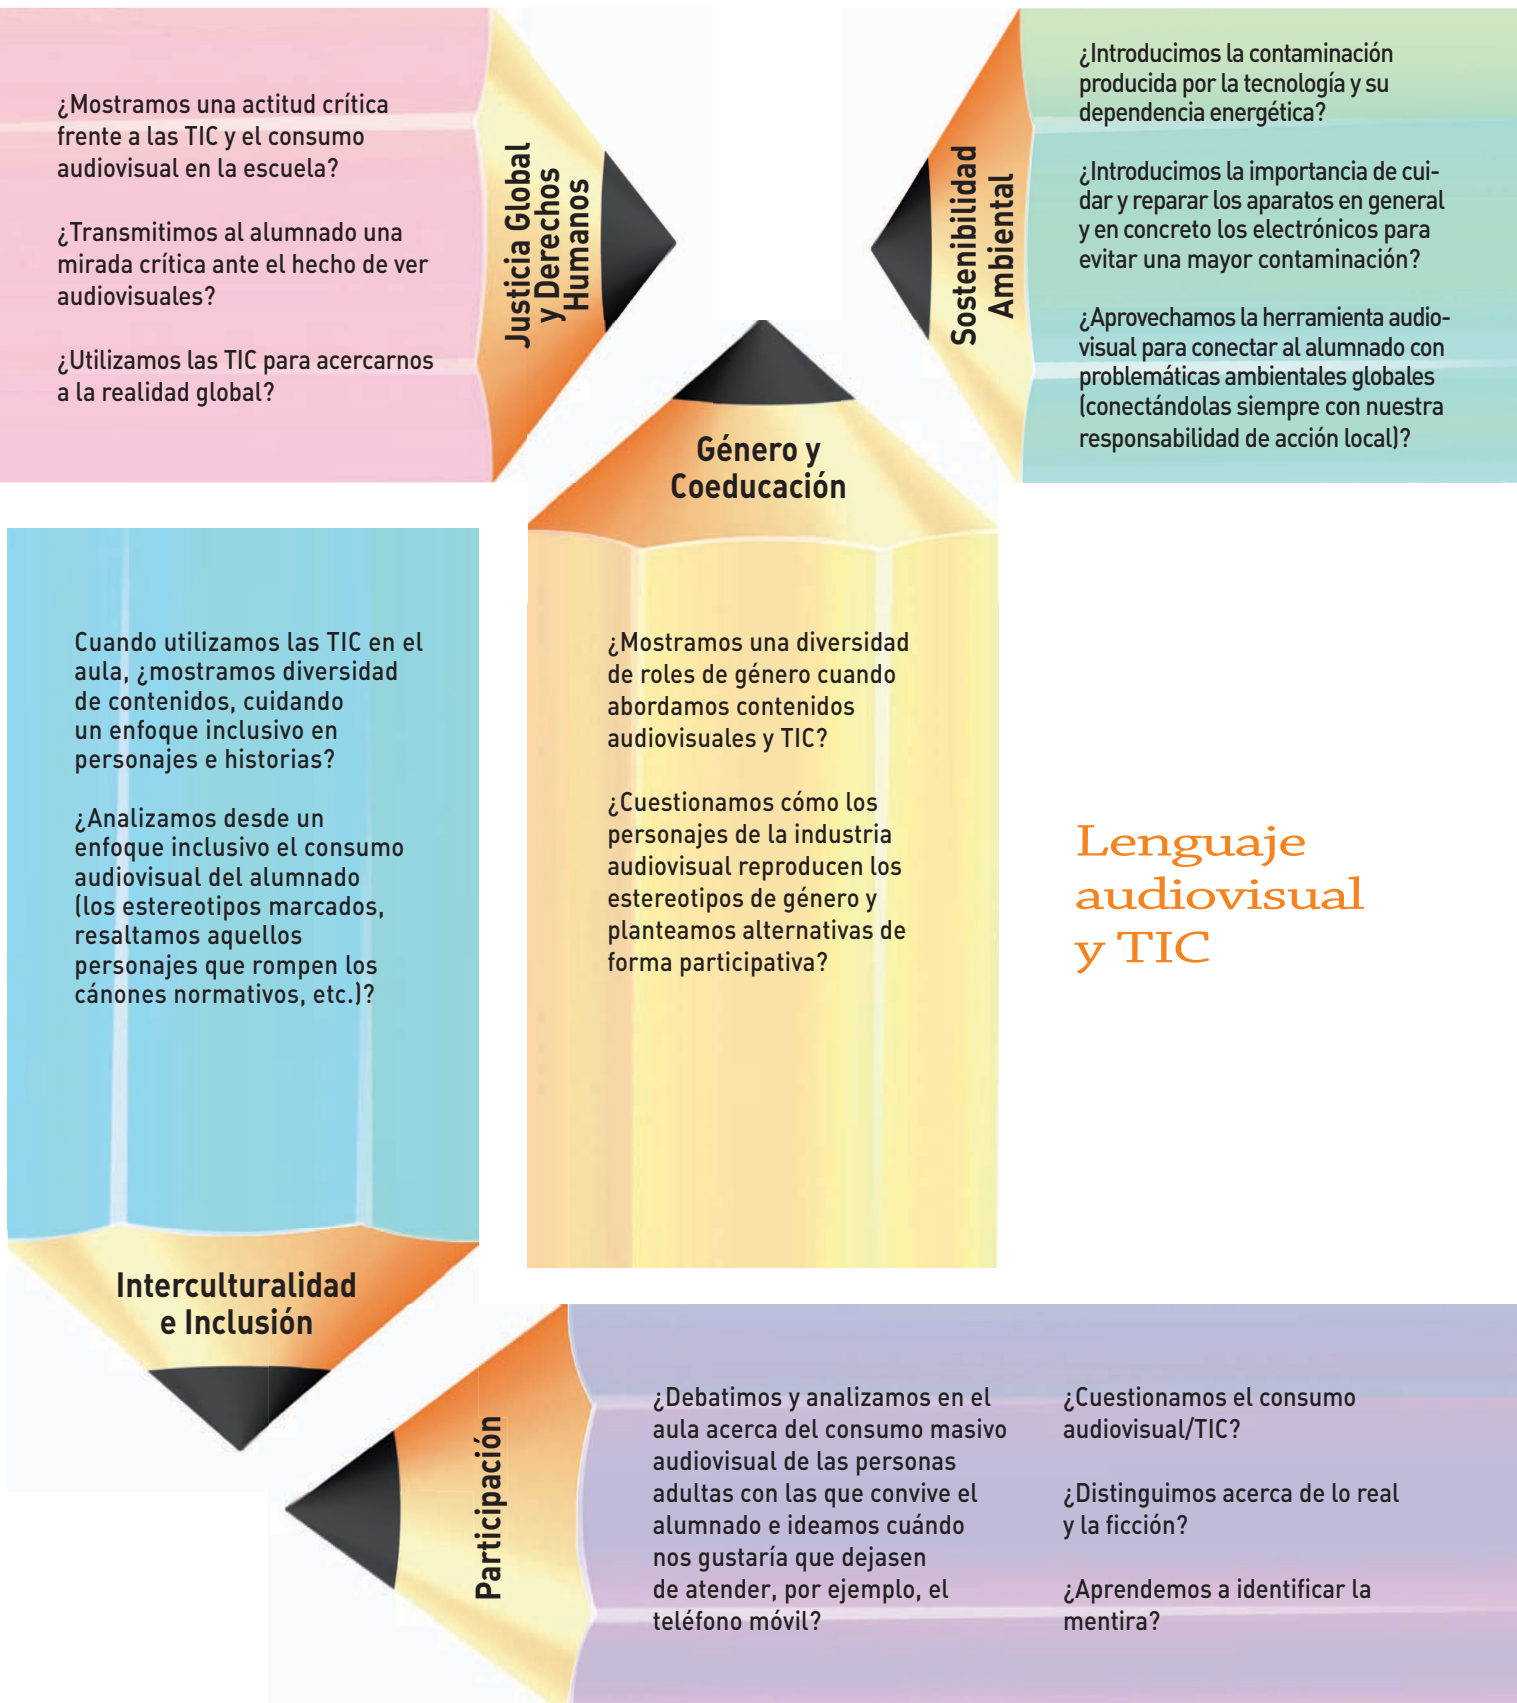 ¿Mostramos una actitud crítica
frente a las TIC y el consumo
audiovisual en la escuela?
¿Transmitimos al alumnado una
mirada crítica ante el hecho de ver
audiovisuales?
¿Utilizamos las TIC para acercarnos
a la realidad global?
Justicia Global
y Derechos
Humanos
Sostenibilidad
Ambiental
¿Introducimos la contaminación
producida por la tecnología y su
dependencia energética?
¿Introducimos la importancia de cui-
dar y reparar los aparatos en general
y en concreto los electrónicos para
evitar una mayor contaminación?
¿Aprovechamos la herramienta audio-
visual para conectar al alumnado con
problemáticas ambientales globales
(conectándolas siempre con nuestra
responsabilidad de acción local)?
Género y
Coeducación
¿Mostramos una diversidad
de roles de género cuando
abordamos contenidos
audiovisuales y TIC?
¿Cuestionamos cómo los
personajes de la industria
audiovisual reproducen los
estereotipos de género y
planteamos alternativas de
forma participativa?
Cuando utilizamos las TIC en el
aula, ¿mostramos diversidad
de contenidos, cuidando
un enfoque inclusivo en
personajes e historias?
¿Analizamos desde un
enfoque inclusivo el consumo
audiovisual del alumnado
(los estereotipos marcados,
resaltamos aquellos
personajes que rompen los
cánones normativos, etc.)?
Interculturalidad
e Inclusión
Lenguaje
audiovisual
y TIC
Participación
¿Debatimos y analizamos en el
aula acerca del consumo masivo
audiovisual de las personas
adultas con las que convive el
alumnado e ideamos cuándo
nos gustaría que dejasen
de atender, por ejemplo, el
teléfono móvil?
¿Cuestionamos el consumo
audiovisual/TIC?
¿Distinguimos acerca de lo real
y la ficción?
¿Aprendemos a identificar la
mentira?